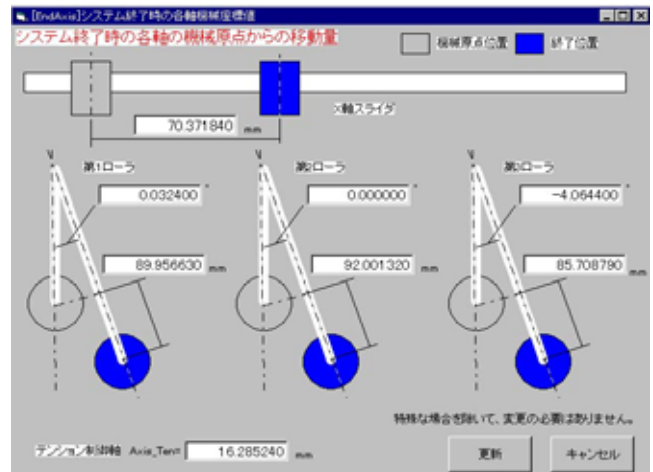 [EndAxis]システム終了時の各軸機械座標値
システム終了時の各軸の機械原点からの移動量
機械原点位置
終了位置
X軸スライダ
70.371840 mm
第1ローラ
第2ローラ
第3ローラ
0.032400 °
0.000000 °
-4.064400 °
89.956630 mm
92.001320 mm
85.708790 mm
特殊な場合を除いて、変更の必要はありません。
テンション制御軸 Axis_Ten= 16.285240 mm
更新
キャンセル